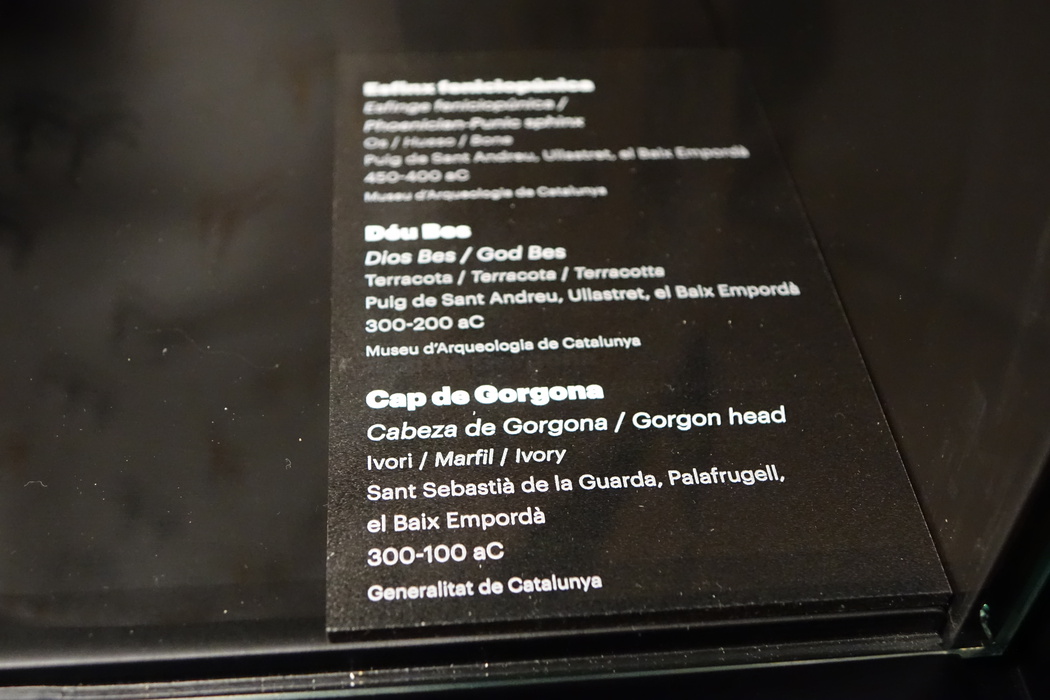 Esfinx feniciopúnica
Esfinge feniciopúnica /
Phoenician-Punic sphinx
Os / Hueso / Bone
Puig de Sant Andreu, Ullastret, el Baix Empordà
450-400 aC
Museu d'Arqueologia de Catalunya
Déu Bes
Dios Bes / God Bes
Terracota / Terracota / Terracotta
Puig de Sant Andreu, Ullastret, el Baix Empordà
300-200 aC
Museu d'Arqueologia de Catalunya
Cap de Gorgona
Cabeza de Gorgona / Gorgon head
Ivori / Marfil / Ivory
Sant Sebastià de la Guarda, Palafrugell,
el Baix Empordà
300-100 aC
Generalitat de Catalunya